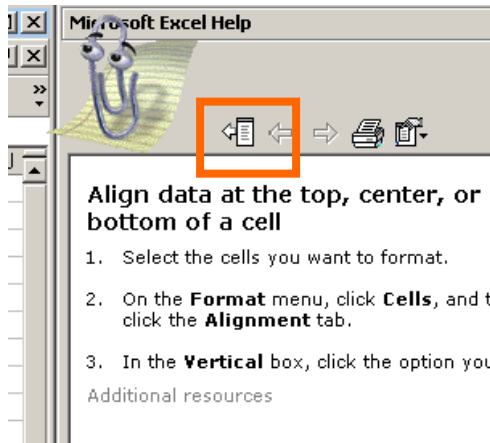 Microsoft Excel Help
Align data at the top, center, or
bottom of a cell
1. Select the cells you want to format.
2. On the Format menu, click Cells, and
click the Alignment tab.
3. In the Vertical box, click the option you
Additional resources